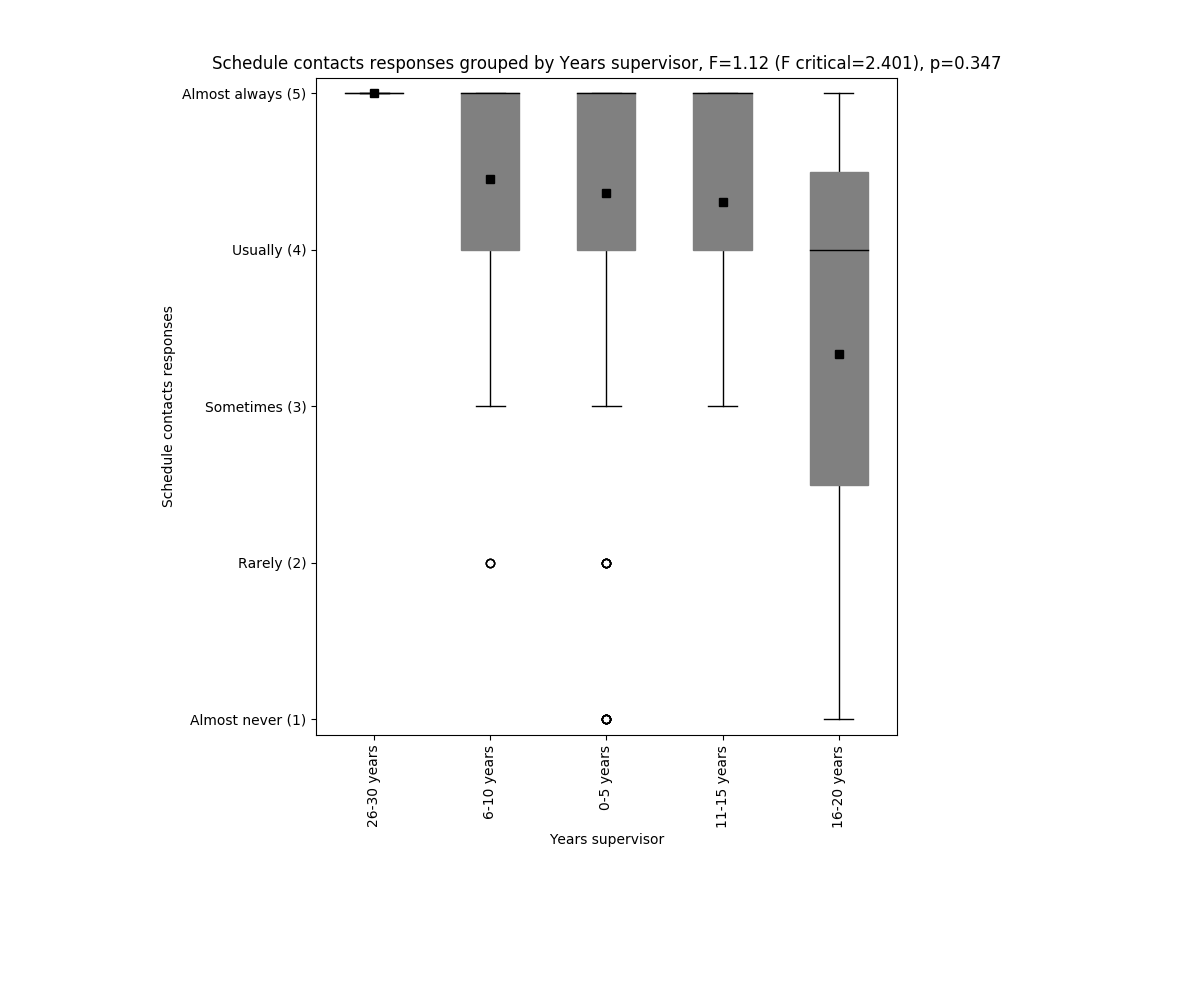 Schedule contacts responses grouped by Years supervisor, F=1.12 (F critical=2.401), p=0.347
Almost always (5)
Usually (4)
Sometimes (3)
Rarely (2)
Almost never (1)
Schedule contacts responses
26-30 years
6-10 years
0-5 years
11-15 years
16-20 years
Years supervisor